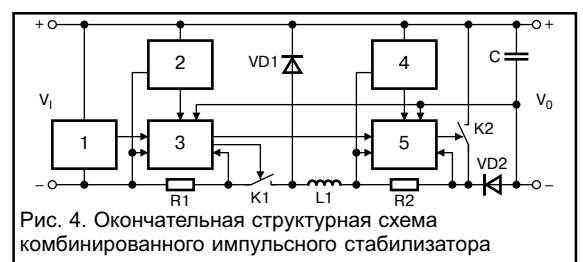 + +
2 VD1 4 C
V_I V_0
1 3 5 K2
VD2
– R1 K1 L1 R2 –
Рис. 4. Окончательная структурная схема
комбинированного импульсного стабилизатора